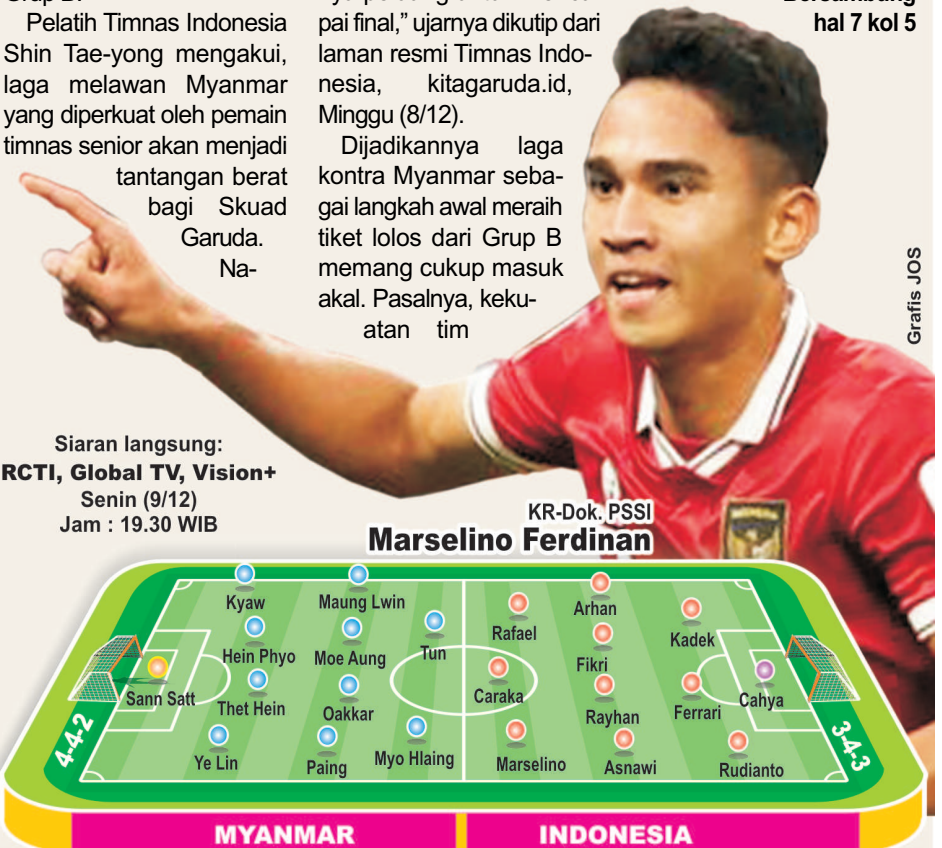 Pelatih Timnas Indonesia
Shin Tae-yong mengakui,
laga melawan Myanmar
yang diperkuat oleh pemain
timnas senior akan menjadi
tantangan berat
bagi Skuad
Garuda.
Na-
pai final,” ujarnya dikutip dari
laman resmi Timnas Indo-
nesia, kitagaruda.id,
Minggu (8/12).
Dijadikannya laga
kontra Myanmar seba-
gai langkah awal meraih
tiket lolos dari Grup B
memang cukup masuk
akal. Pasalnya, keku-
atan tim
hal 7 kol 5
Grafis JOS
Siaran langsung:
RCTI, Global TV, Vision+
Senin (9/12)
Jam : 19.30 WIB
KR-Dok. PSSI
Marselino Ferdinan
Kyaw
Maung Lwin
Hein Phyo
Moe Aung
Tun
Sann Satt
Thet Hein
Oakkar
Ye Lin
Paing
Myo Hlaing
4-4-2
Rafael
Arhan
Kadek
Fikri
Caraka
Rayhan
Ferrari
Cahya
Marselino
Asnawi
Rudianto
3-4-3
MYANMAR
INDONESIA